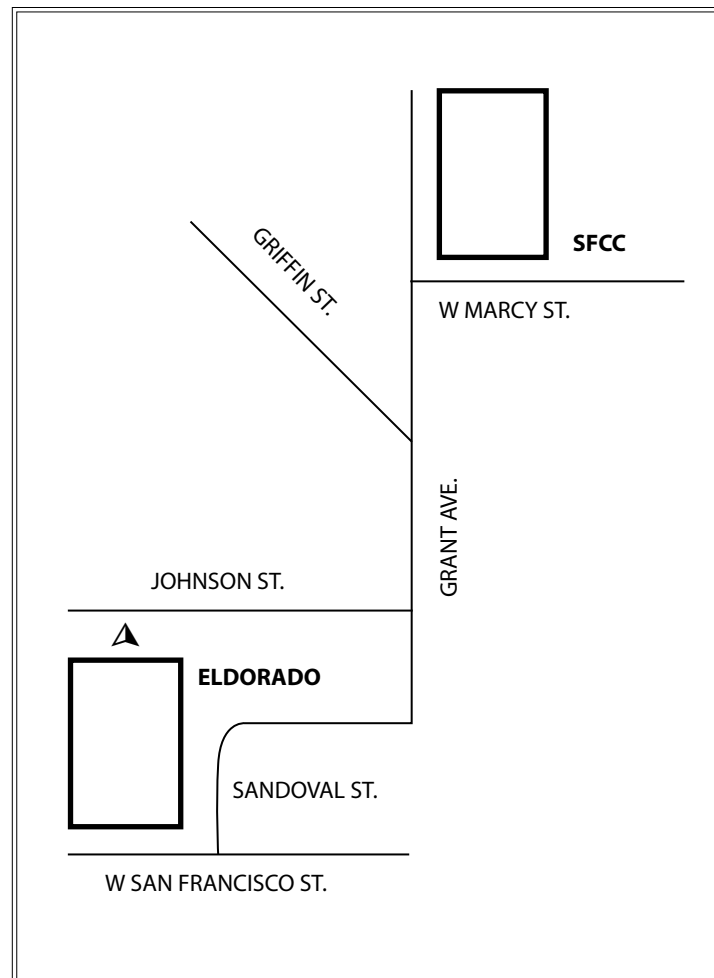 GRIFFIN ST.
SFCC
W MARCY ST.
GRANT AVE.
JOHNSON ST.
ELDORADO
SANDOVAL ST.
W SAN FRANCISCO ST.